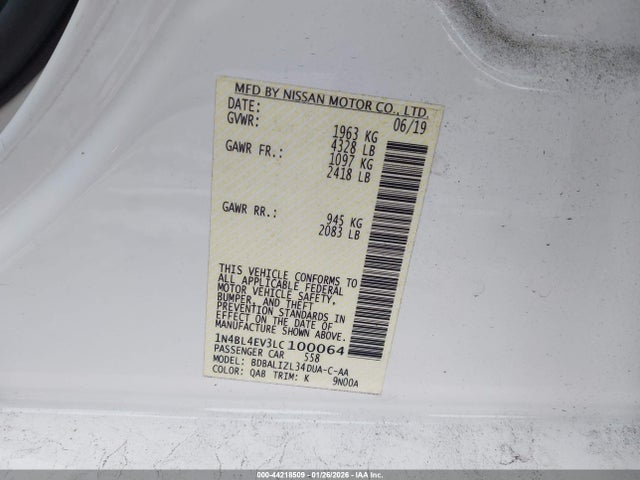 MFD BY NISSAN MOTOR CO., LTD.
DATE: 06/19
GVWR: 1963 KG
4328 LB
GAWR FR.: 1097 KG
2418 LB
GAWR RR.: 945 KG
2083 LB
THIS VEHICLE CONFORMS TO
ALL APPLICABLE FEDERAL
MOTOR VEHICLE SAFETY,
BUMPER, AND THEFT
PREVENTION STANDARDS IN
EFFECT ON THE DATE OF
MANUFACTURE SHOWN ABOVE.
1N4BL4EV3LC100064
PASSENGER CAR 558
MODEL: BDBALIZL34DUA-C-AA
COLOR: QAB TRIM: K 9N00A
000-44218509 - 01/26/2026 - IAA Inc.